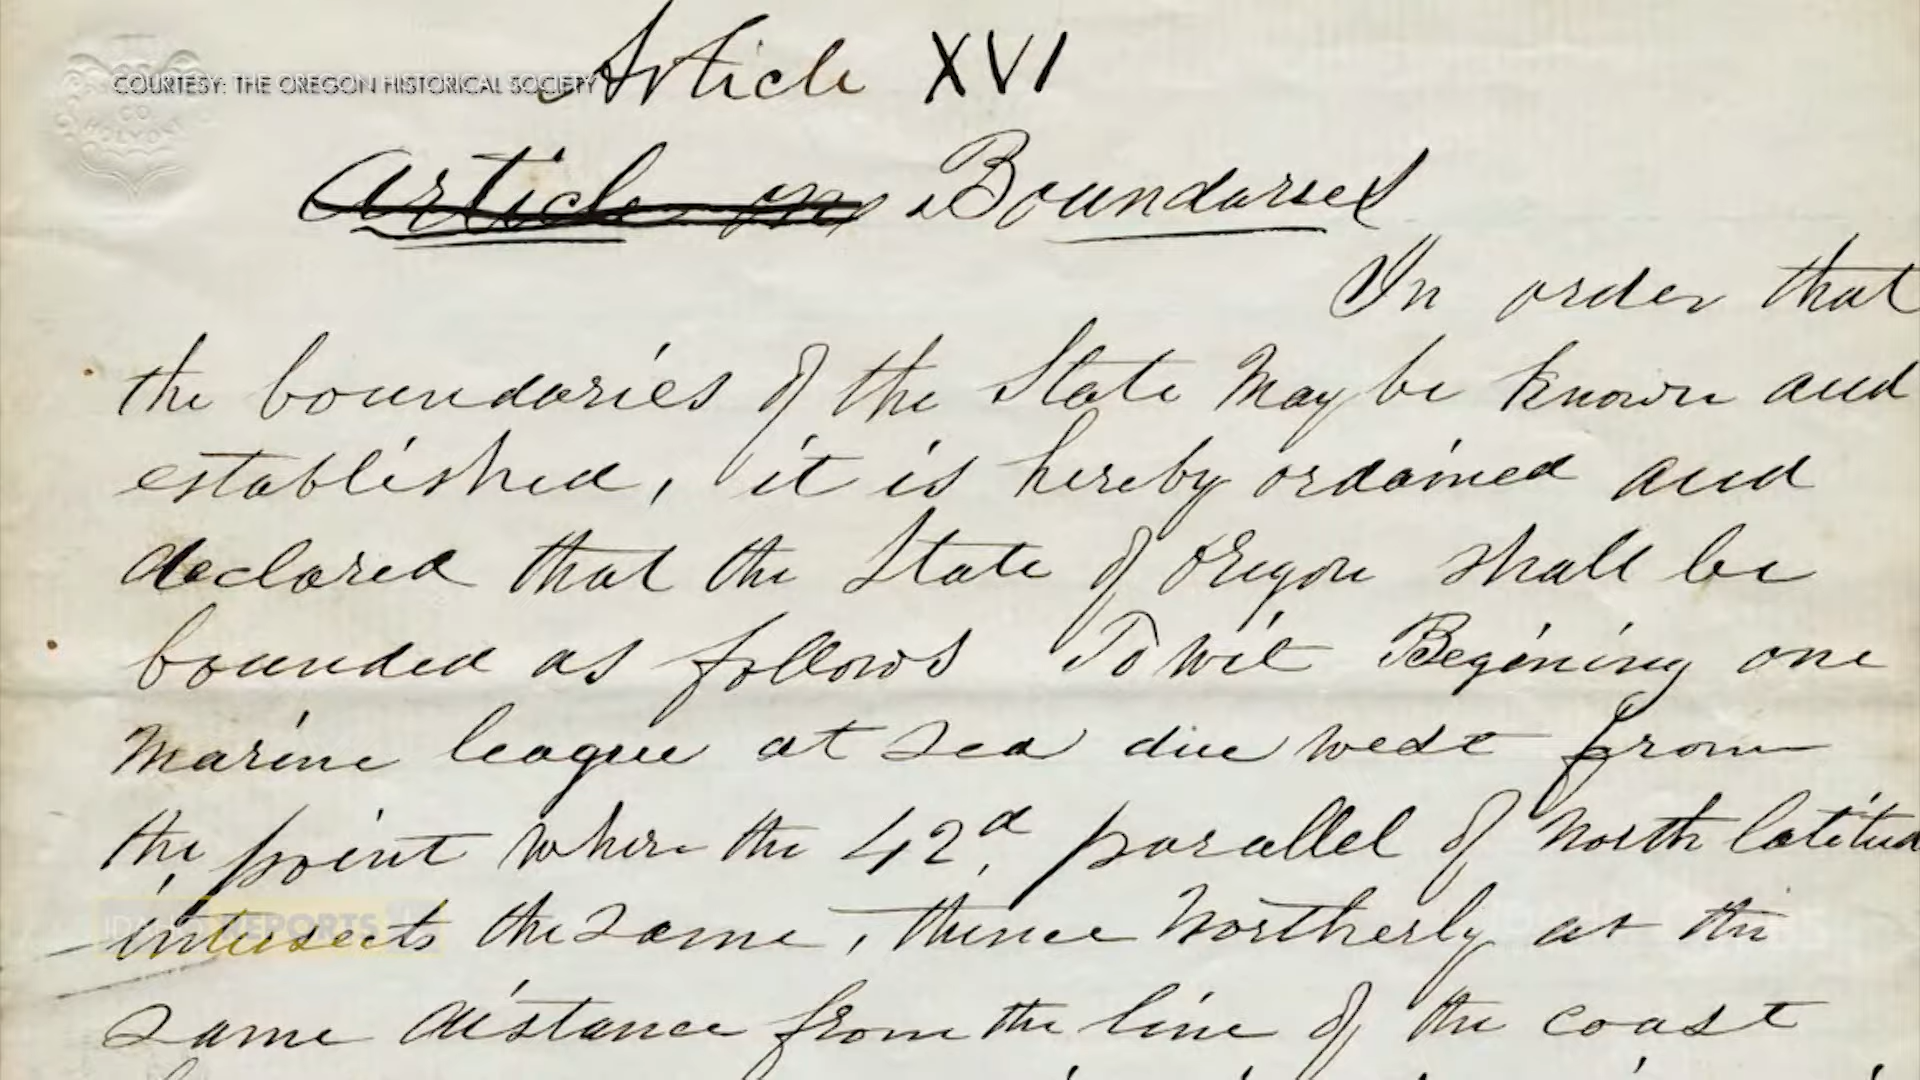 COURTESY: THE OREGON HISTORICAL SOCIETY
Article XVI
Article on Boundaries
In order that
the boundaries of the State May be known and
established, it is hereby ordained and
declared that the State of Oregon shall be
bounded as follows To wit Begining one
Marine league at Sea due west from
the point where the 42d parallel of North latitud
intersects the Same, thence Northerly at the
Same distance from the line of the coast
REPORTS